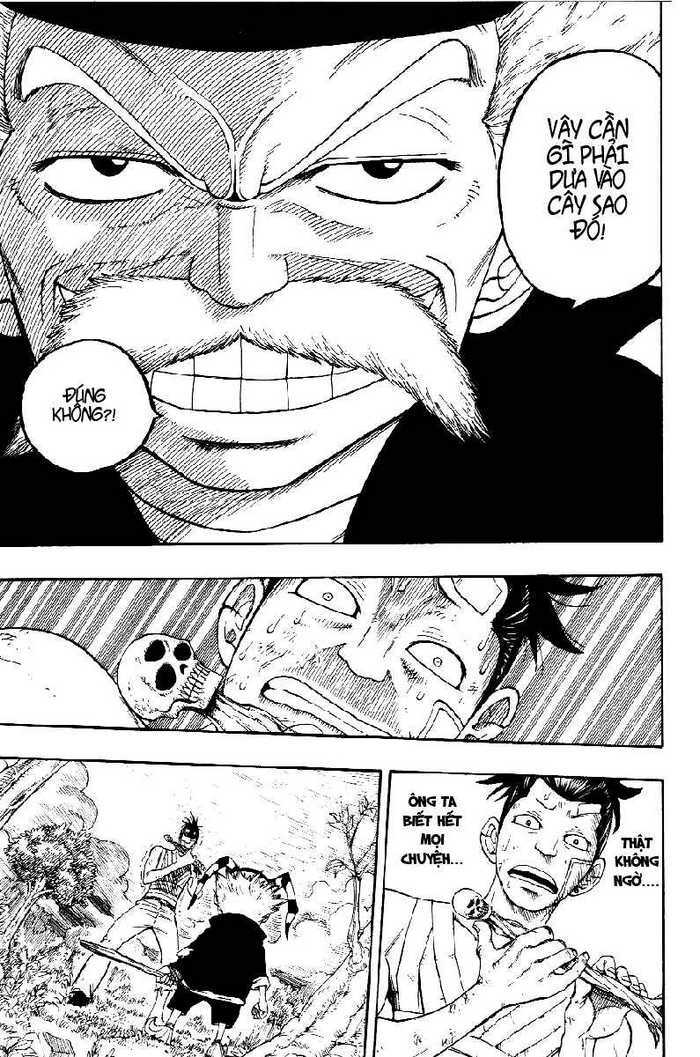 VẬY CẦN
GÌ PHẢI
DỰA VÀO
CÂY SAO
ĐÓ!
ĐÚNG
KHÔNG?!
THẬT
KHÔNG
NGỜ....
ÔNG TA
BIẾT HẾT
MỌI
CHUYỆN...